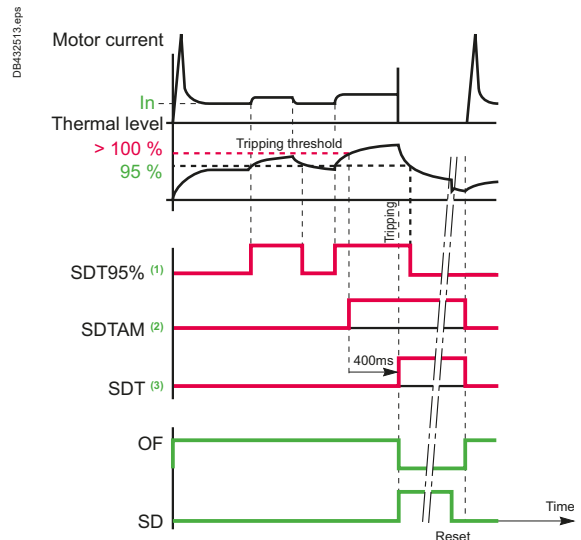 DB432513.eps
Motor current
In
Thermal level
Tripping threshold
> 100 %
95 %
Tripping
SDT95% (1)
SDTAM (2)
400ms
SDT (3)
OF
SD
Time
Reset